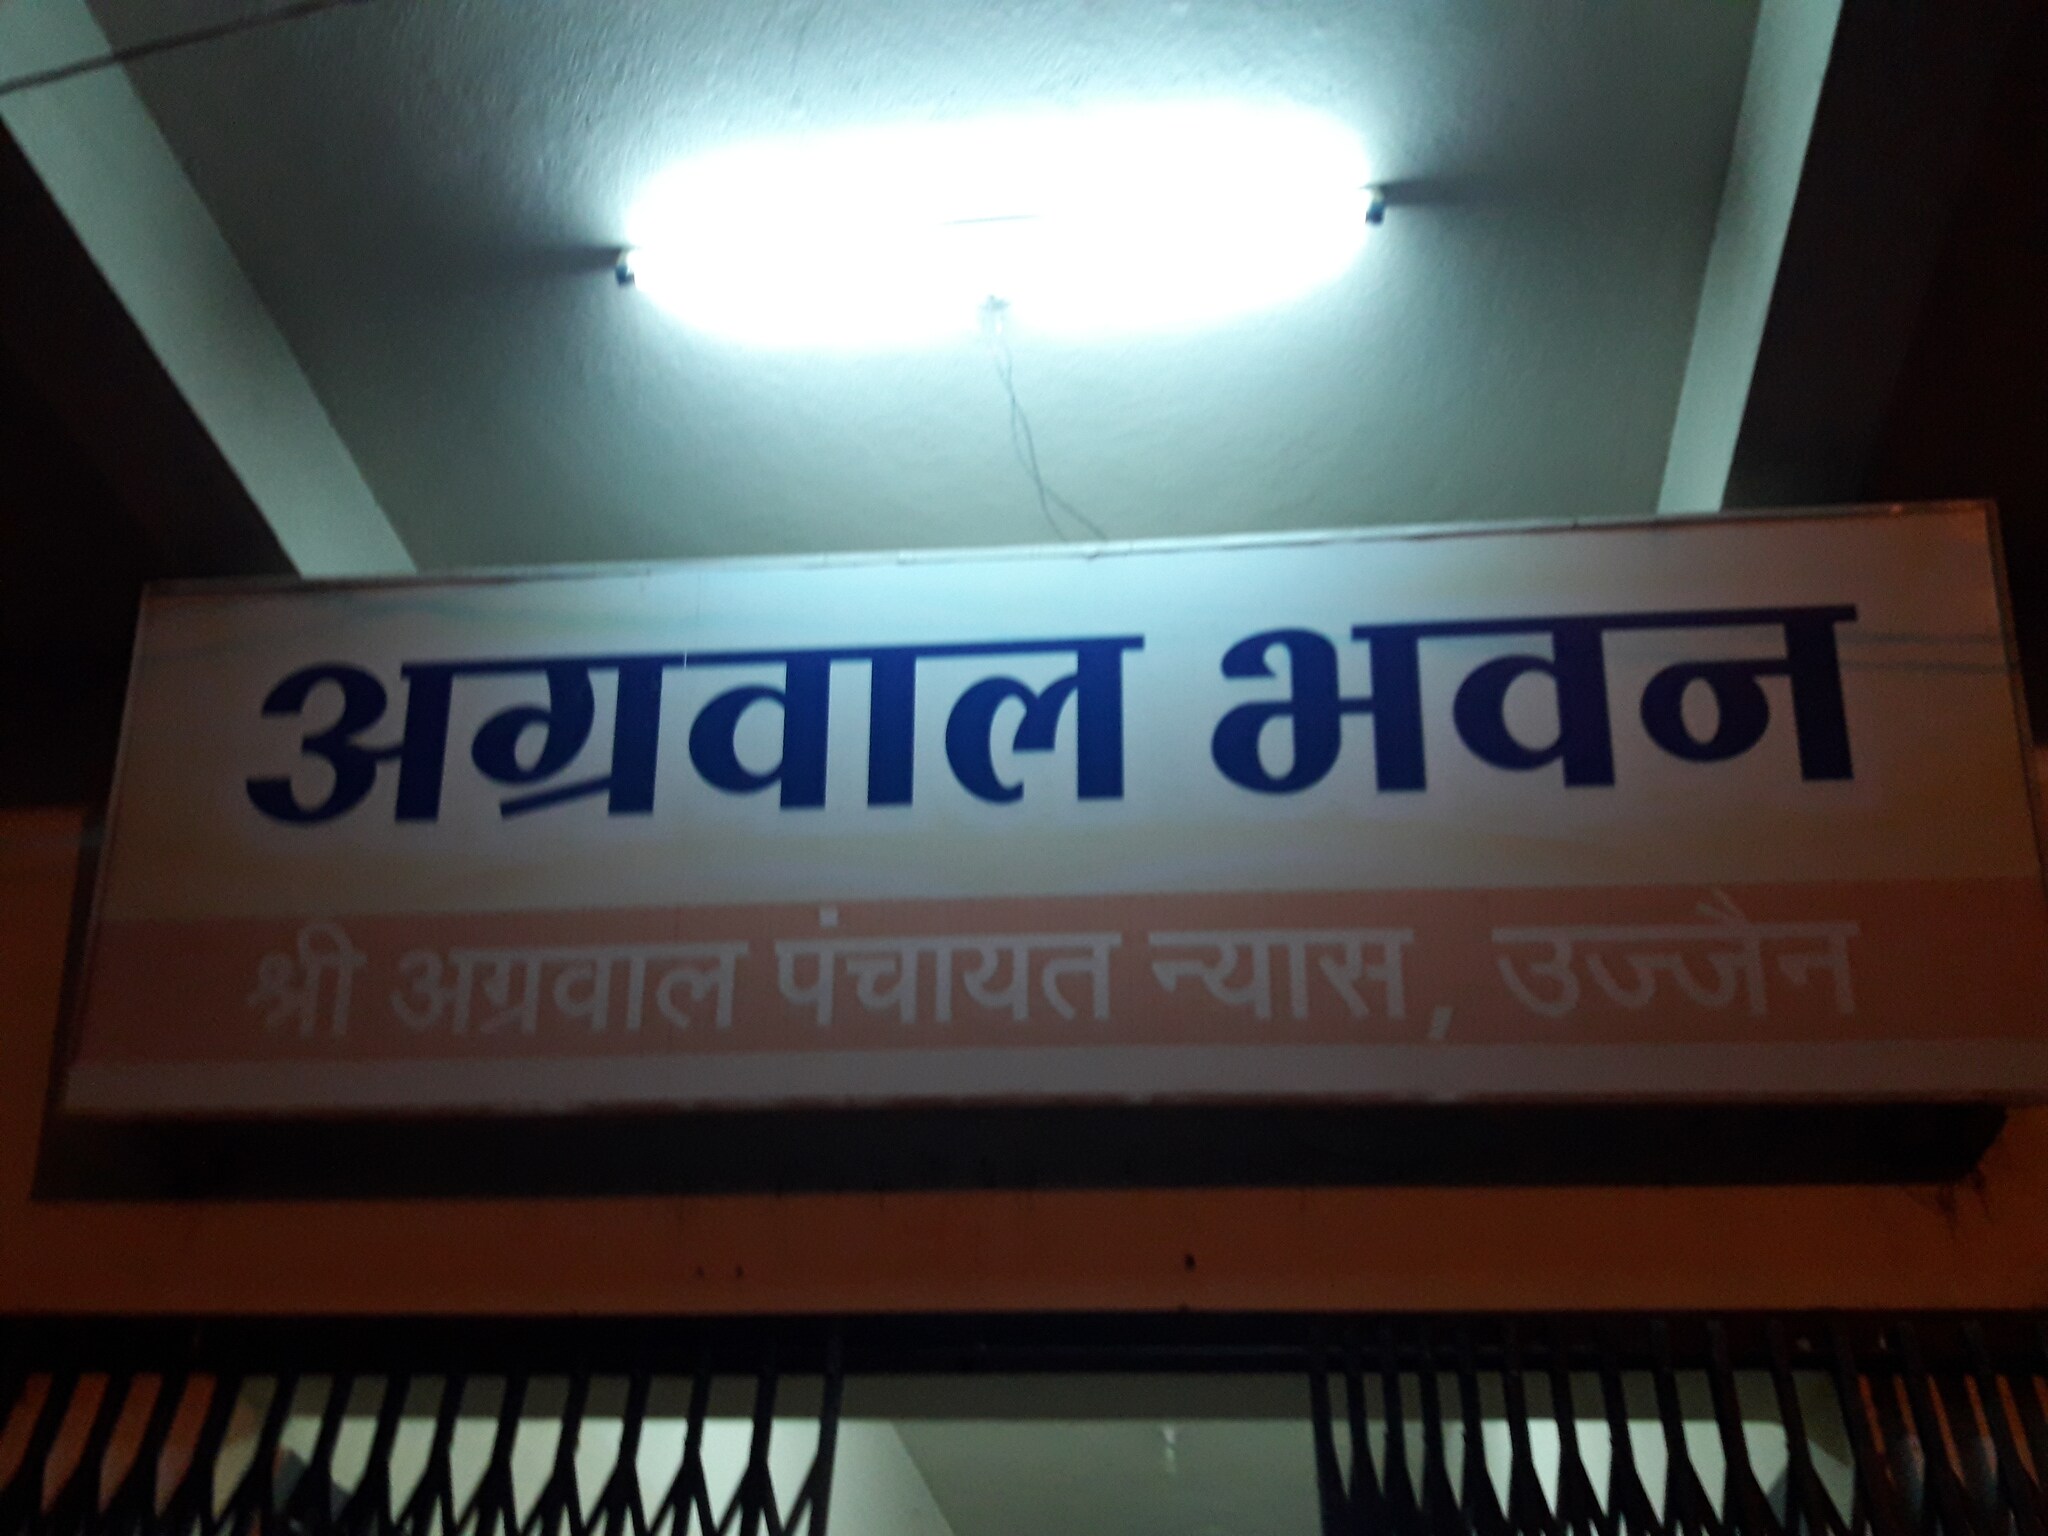 अग्रवाल भवन
श्री अग्रवाल पंचायत न्यास, उज्जैन